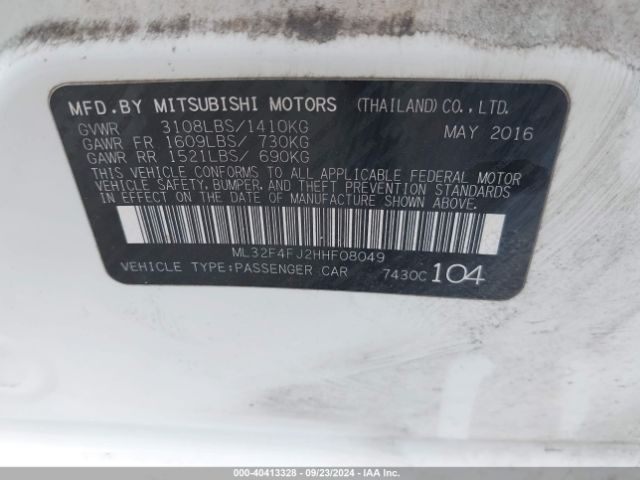 MFD. BY MITSUBISHI MOTORS (THAILAND) CO., LTD.
GVWR 3108LBS/1410KG MAY 2016
GAWR FR 1609LBS/ 730KG
GAWR RR 1521LBS/ 690KG
THIS VEHICLE CONFORMS TO ALL APPLICABLE FEDERAL MOTOR
VEHICLE SAFETY, BUMPER, AND THEFT PREVENTION STANDARDS
IN EFFECT ON THE DATE OF MANUFACTURE SHOWN ABOVE.
ML32F4FJ2HHF08049
VEHICLE TYPE:PASSENGER CAR 7430C 104
000-40413328 - 09/23/2024 - IAAI.COM